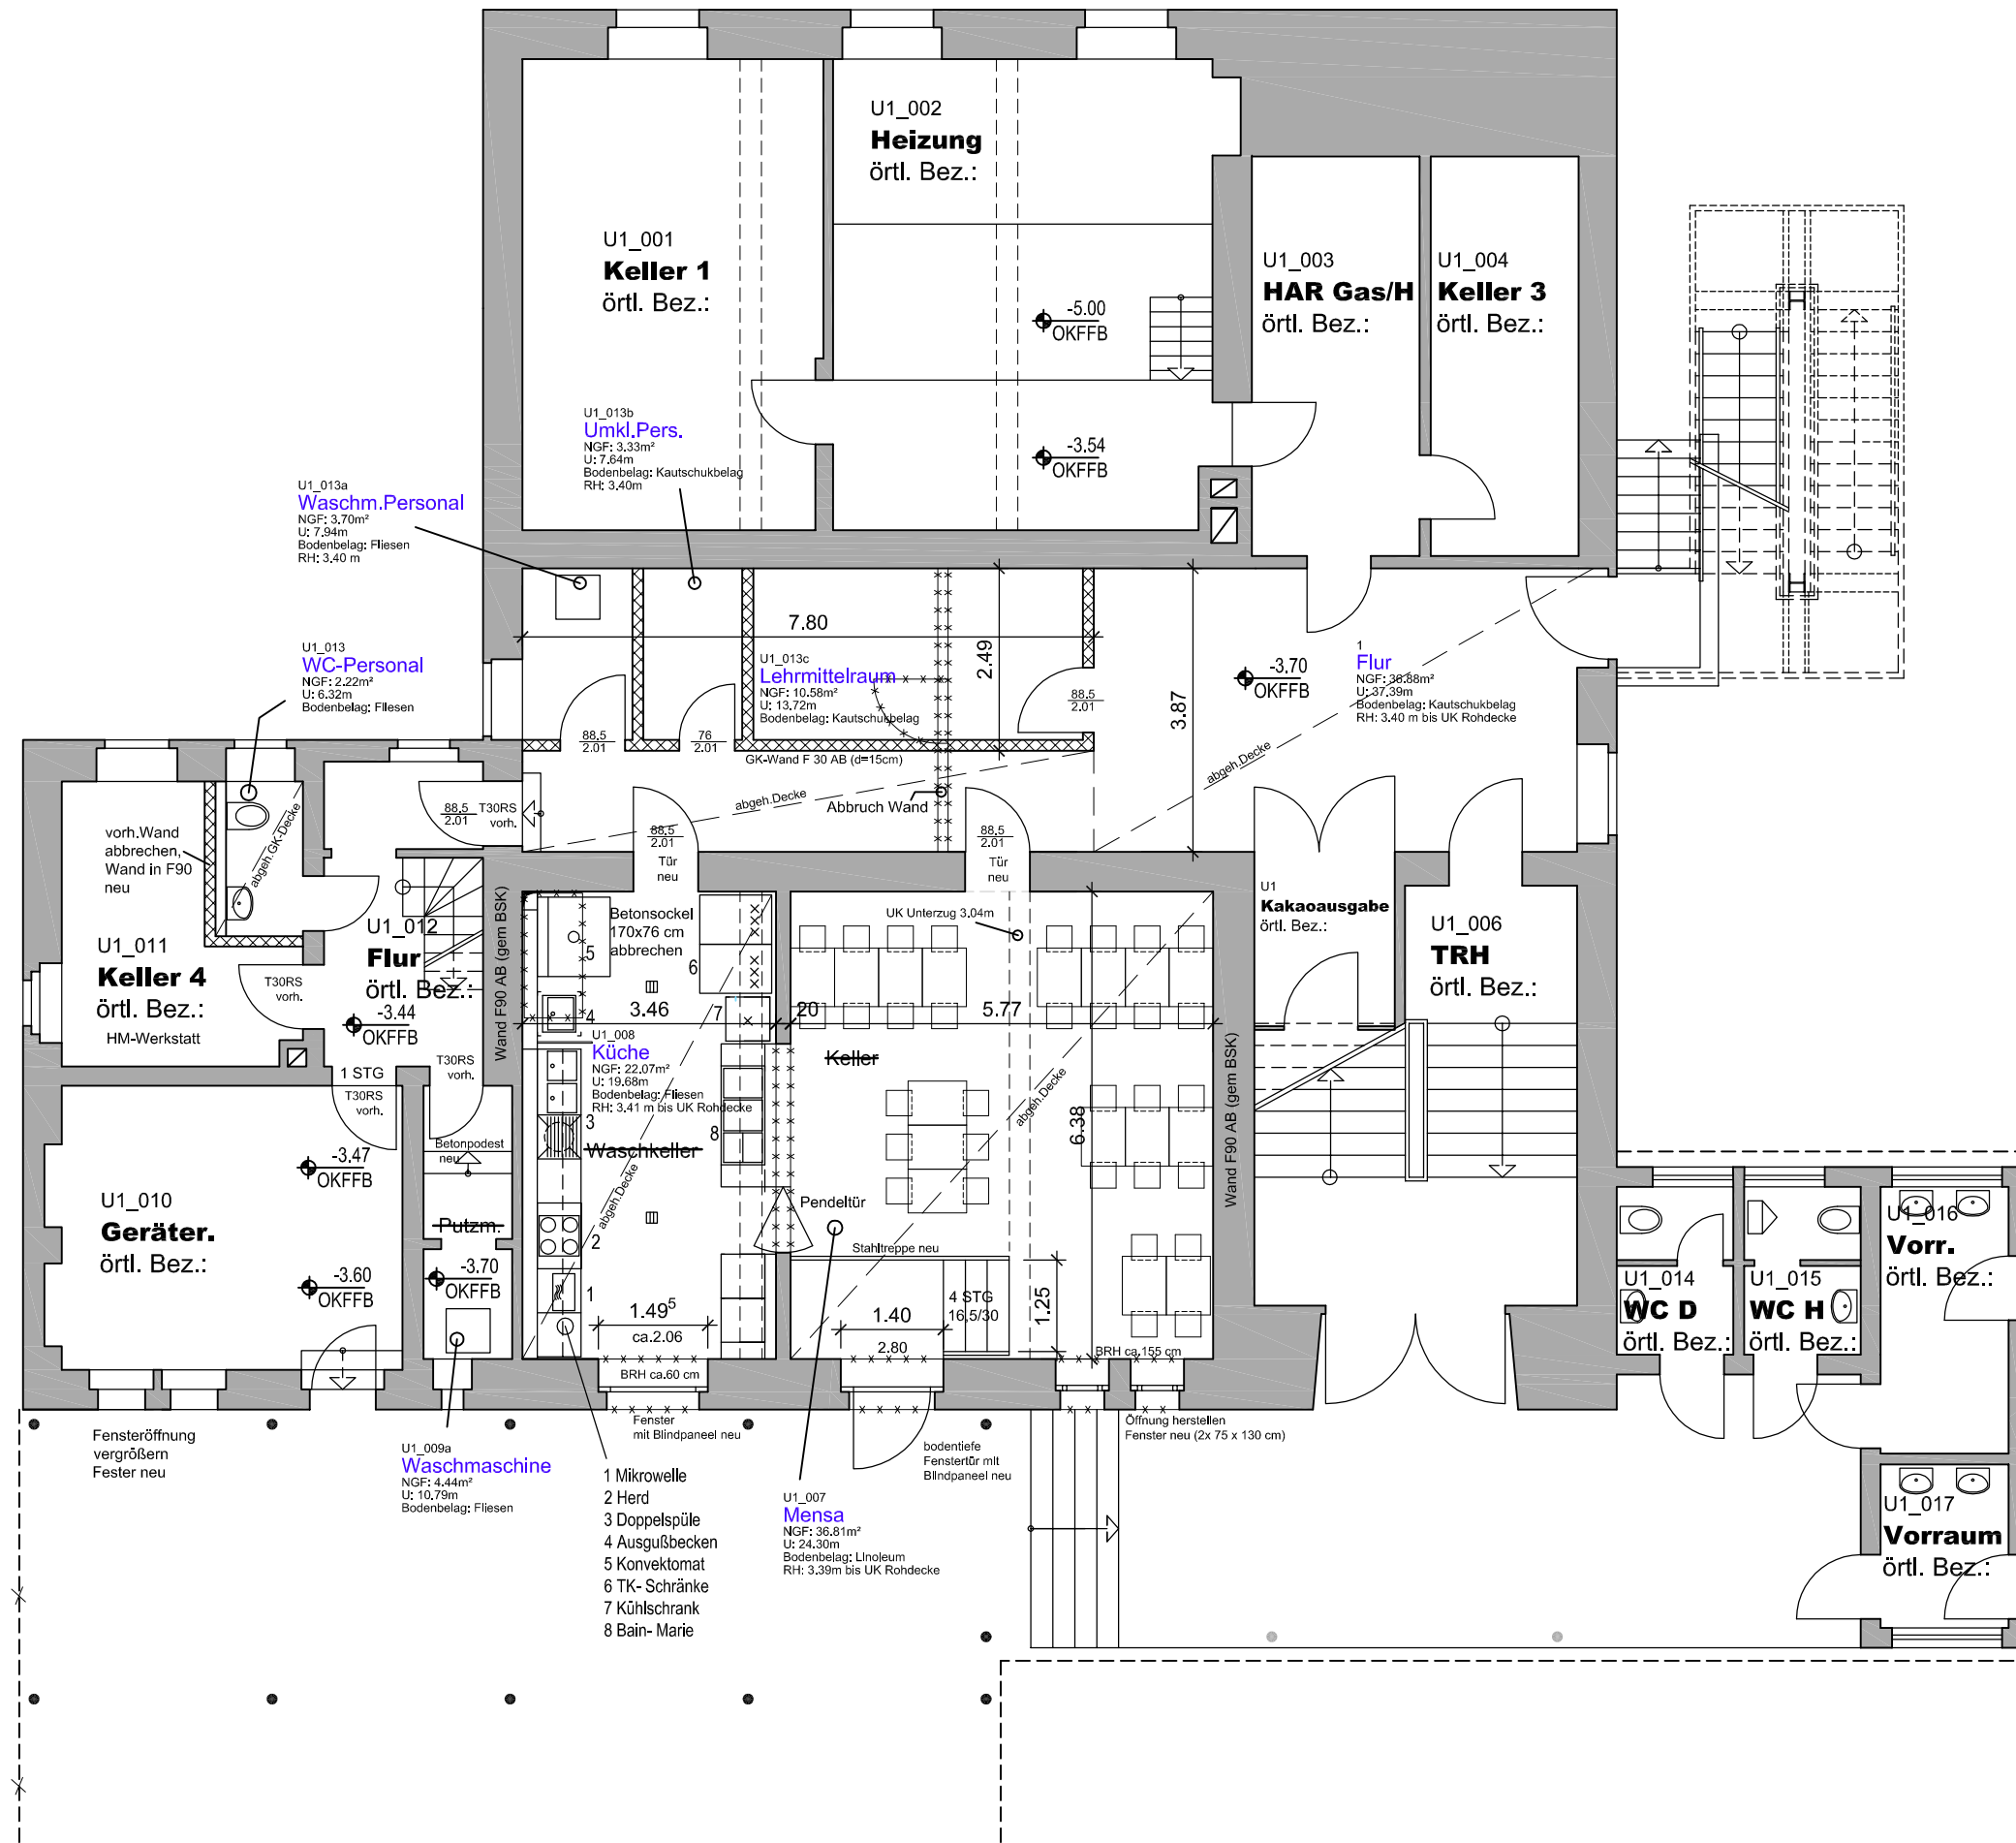 U1_002
Heizung
örtl. Bez.:
U1_001
Keller 1
örtl. Bez.:
U1_003
HAR Gas/H
örtl. Bez.:
U1_004
Keller 3
örtl. Bez.:
-5.00
OKFFB
-3.54
OKFFB
U1_013b
Umkl.Pers.
NGF: 3.33m²
U: 7.64m
Bodenbelag: Kautschukbelag
RH: 3.40m
U1_013a
Waschm.Personal
NGF: 3.70m²
U: 7.94m
Bodenbelag: Fliesen
RH: 3.40 m
U1_013
WC-Personal
NGF: 2.22m²
U: 6.32m
Bodenbelag: Fliesen
7.80
2.49
3.87
U1_013c
Lehrmittelraum
NGF: 10.58m²
U: 13.72m
Bodenbelag: Kautschukbelag
88.5
2.01
76
2.01
88.5
2.01
GK-Wand F 30 AB (d=15cm)
-3.70
OKFFB
1
Flur
NGF: 36.88m²
U: 37.39m
Bodenbelag: Kautschukbelag
RH: 3.40 m bis UK Rohdecke
abgeh.Decke
abgeh.Decke
Abbruch Wand
88.5
2.01
T30RS
vorh.
88.5
2.01
Tür
neu
88.5
2.01
Tür
neu
vorh.Wand
abbrechen,
Wand in F90
neu
abgeh.GK-Decke
U1_011
Keller 4
örtl. Bez.:
HM-Werkstatt
T30RS
vorh.
U1_012
Flur
örtl. Bez.:
-3.44
OKFFB
1 STG
T30RS
vorh.
T30RS
vorh.
Wand F90 AB (gem BSK)
Betonsockel
170x76 cm
abbrechen
5
6
4
7
3.46
20
5.77
U1_008
Küche
NGF: 22.07m²
U: 19.68m
Bodenbelag: Fliesen
RH: 3.41 m bis UK Rohdecke
3
8
Waschkeller
abgeh.Decke
2
1
1.49⁵
ca.2.06
BRH ca.60 cm
UK Unterzug 3.04m
Keller
abgeh.Decke
6.38
Pendeltür
Stahltreppe neu
4 STG
16,5/30
1.25
1.40
2.80
BRH ca.155 cm
Wand F90 AB (gem BSK)
U1
Kakaoausgabe
örtl. Bez.:
U1_006
TRH
örtl. Bez.:
-3.47
OKFFB
U1_010
Geräter.
örtl. Bez.:
-3.60
OKFFB
Betonpodest
neu
Putzm.
-3.70
OKFFB
U1_014
WC D
örtl. Bez.:
U1_015
WC H
örtl. Bez.:
U1_016
Vorr.
örtl. Bez.:
U1_017
Vorraum
örtl. Bez.:
Fensteröffnung
vergrößern
Fester neu
U1_009a
Waschmaschine
NGF: 4.44m²
U: 10.79m
Bodenbelag: Fliesen
Fenster
mit Blindpaneel neu
1 Mikrowelle
2 Herd
3 Doppelspüle
4 Ausgußbecken
5 Konvektomat
6 TK- Schränke
7 Kühlschrank
8 Bain- Marie
U1_007
Mensa
NGF: 36.81m²
U: 24.30m
Bodenbelag: Linoleum
RH: 3.39m bis UK Rohdecke
bodentiefe
Fenstertür mit
Blindpaneel neu
Öffnung herstellen
Fenster neu (2x 75 x 130 cm)